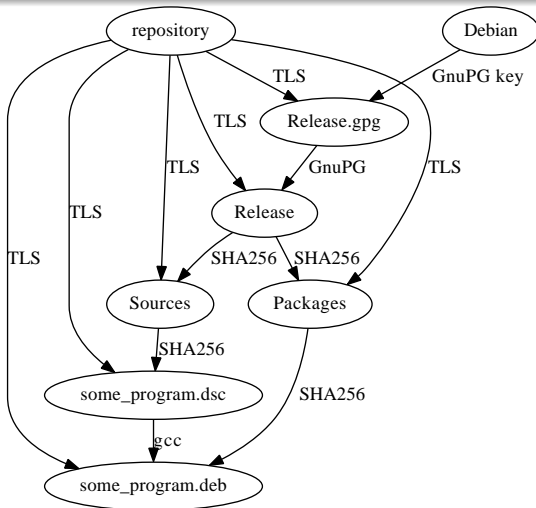 repository
Debian
TLS
GnuPG key
Release.gpg
TLS
GnuPG
TLS
TLS
Release
TLS
TLS
SHA256
SHA256
Sources
Packages
SHA256
some_program.dsc
SHA256
gcc
some_program.deb